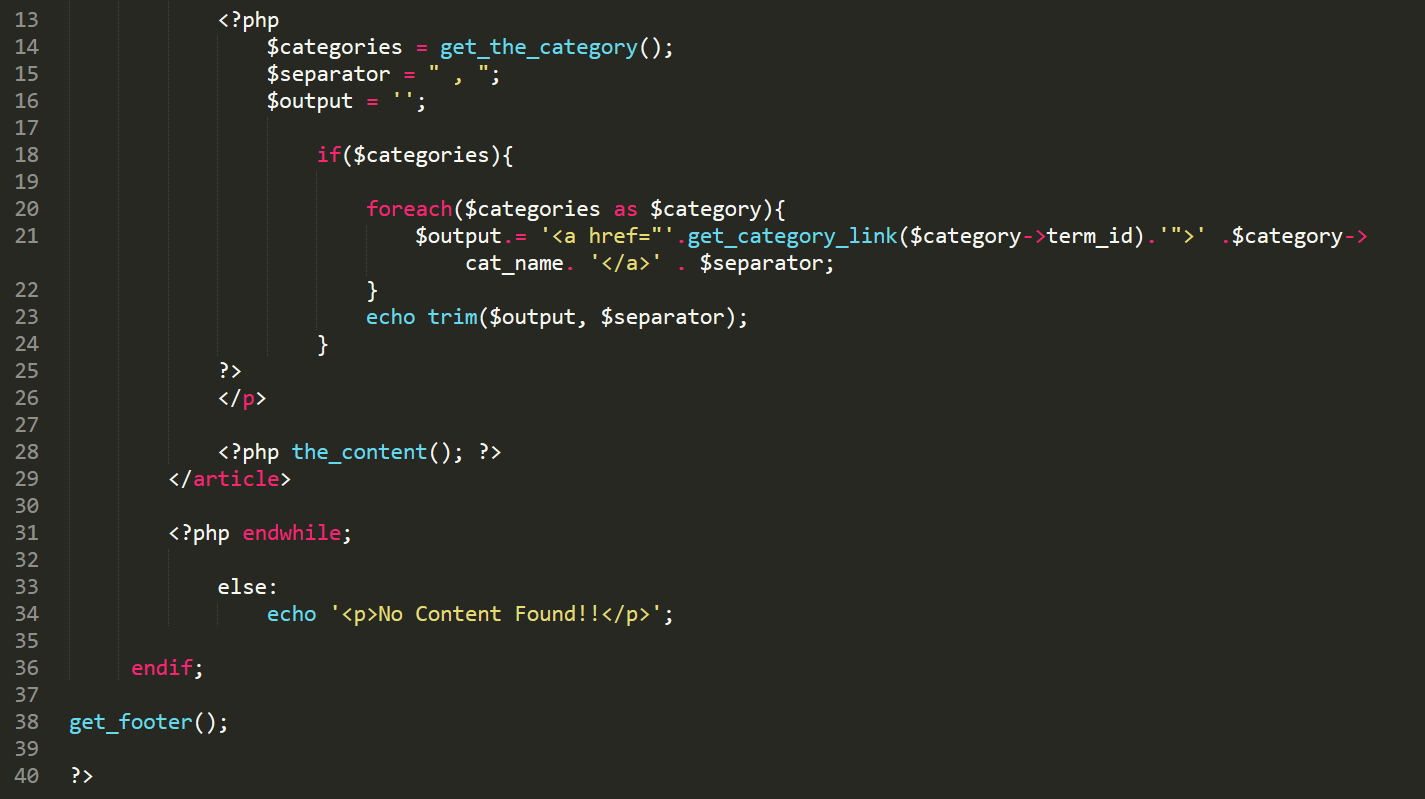 13 <?php
14 $categories = get_the_category();
15 $separator = " , ";
16 $output = '';
17
18 if($categories){
19
20 foreach($categories as $category){
21 $output.= '<a href="'.get_category_link($category->term_id).'">' .$category->
cat_name. '</a>' . $separator;
22 }
23 echo trim($output, $separator);
24 }
25 ?>
26 </p>
27
28 <?php the_content(); ?>
29 </article>
30
31 <?php endwhile;
32
33 else:
34 echo '<p>No Content Found!!</p>';
35
36 endif;
37
38 get_footer();
39
40 ?>